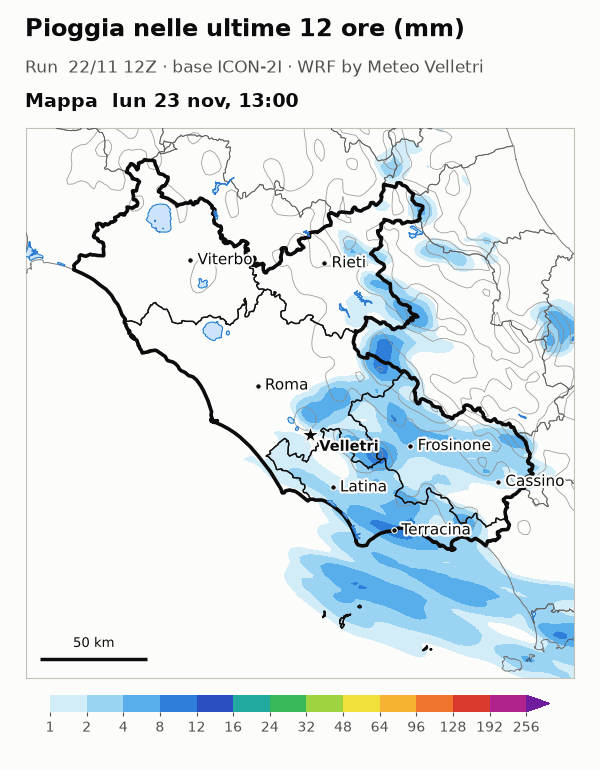 Pioggia nelle ultime 12 ore (mm)
Run 22/11 12Z · base ICON-2I · WRF by Meteo Velletri
Mappa lun 23 nov, 13:00
Viterbo
Rieti
Roma
Velletri
Frosinone
Latina
Cassino
Terracina
50 km
1 2 4 8 12 16 24 32 48 64 96 128 192 256